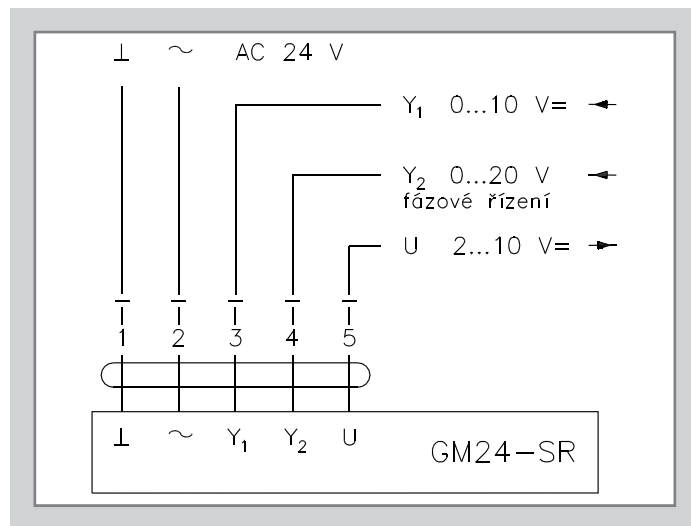 ⊥ ~ AC 24 V
Y₁ 0...10 V=
Y₂ 0...20 V
fázové řízení
U 2...10 V=
1 2 3 4 5
⊥ ~ Y₁ Y₂ U
GM24-SR